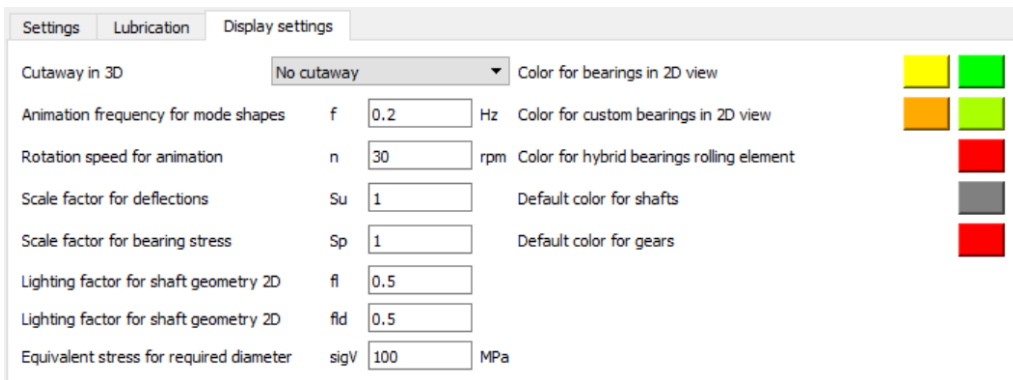 Settings Lubrication Display settings
Cutaway in 3D No cutaway Color for bearings in 2D view
Animation frequency for mode shapes f 0.2 Hz Color for custom bearings in 2D view
Rotation speed for animation n 30 rpm Color for hybrid bearings rolling element
Scale factor for deflections Su 1 Default color for shafts
Scale factor for bearing stress Sp 1 Default color for gears
Lighting factor for shaft geometry 2D fl 0.5
Lighting factor for shaft geometry 2D fld 0.5
Equivalent stress for required diameter sigV 100 MPa